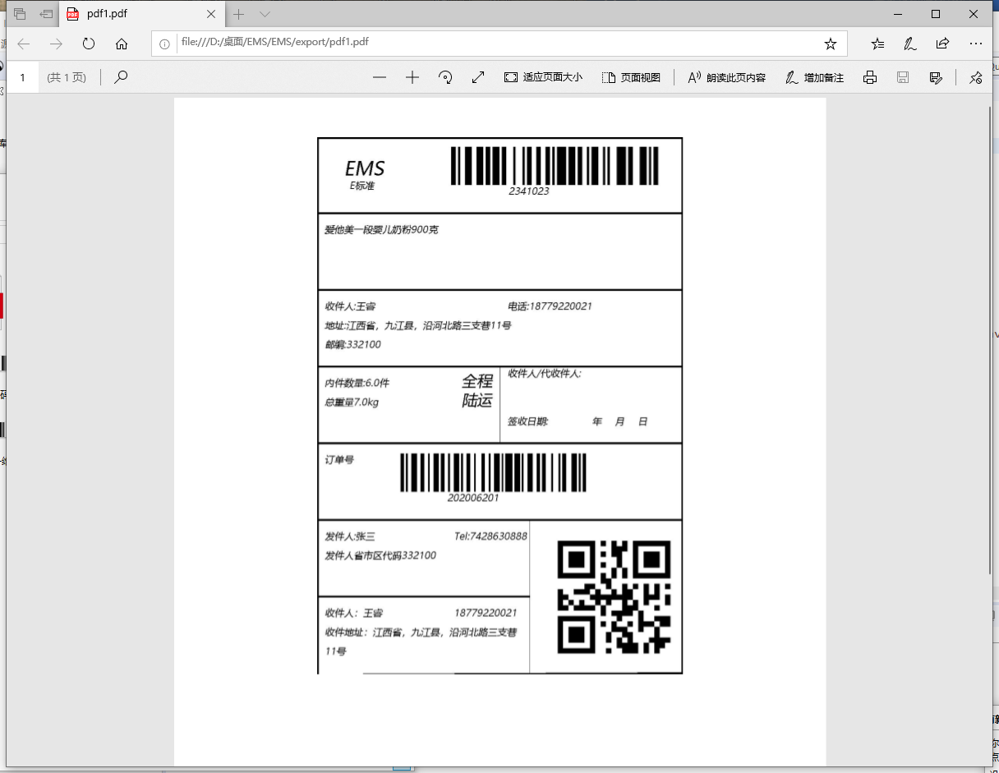 pdf1.pdf
file:///D:/桌面/EMS/EMS/export/pdf1.pdf
1 (共 1 页) 适应页面大小 页面视图 朗读此页内容 增加备注
EMS
E标准
2341023
爱他美一段婴儿奶粉900克
收件人:王睿 电话:18779220021
地址:江西省，九江县，沿河北路三支巷11号
邮编:332100
内件数量:6.0件 全程 收件人/代收件人:
总重量7.0kg 陆运
签收日期: 年 月 日
订单号
202006201
发件人:张三 Tel:7428630888
发件人省市区代码332100
收件人：王睿 18779220021
收件地址：江西省，九江县，沿河北路三支巷
11号